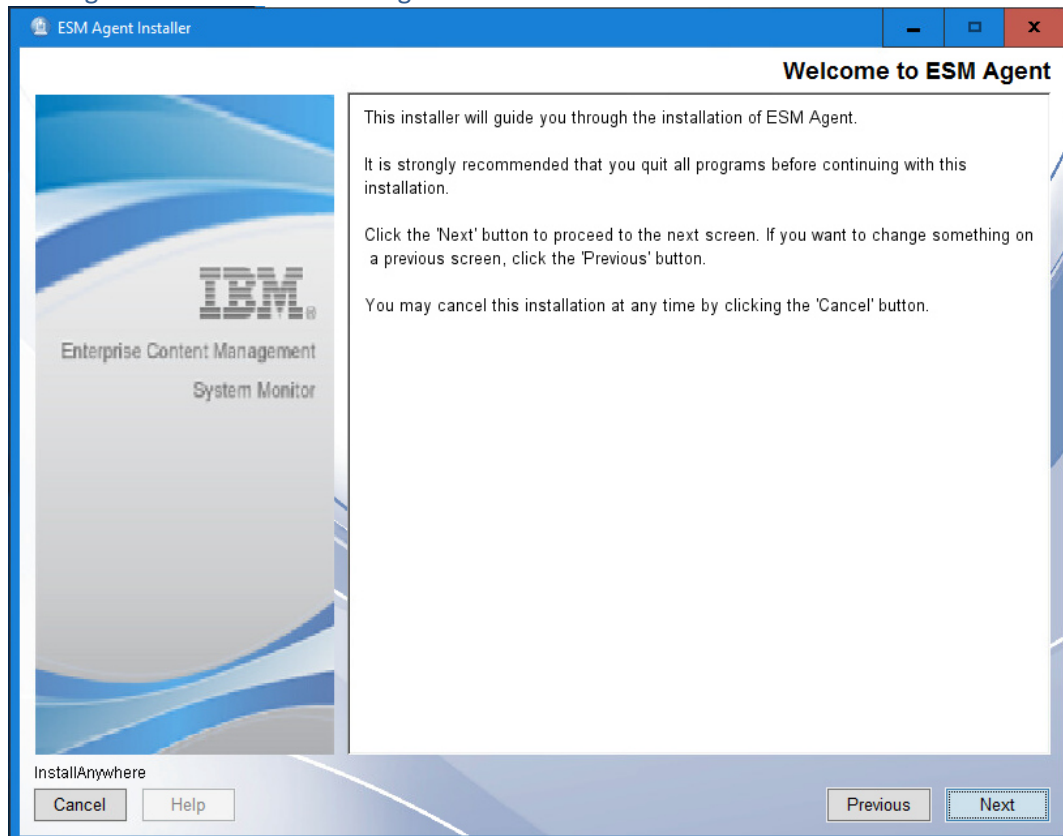 ESM Agent Installer
Welcome to ESM Agent
This installer will guide you through the installation of ESM Agent.
It is strongly recommended that you quit all programs before continuing with this
installation.
Click the 'Next' button to proceed to the next screen. If you want to change something on
a previous screen, click the 'Previous' button.
You may cancel this installation at any time by clicking the 'Cancel' button.
IBM®
Enterprise Content Management
System Monitor
InstallAnywhere
Cancel
Help
Previous
Next